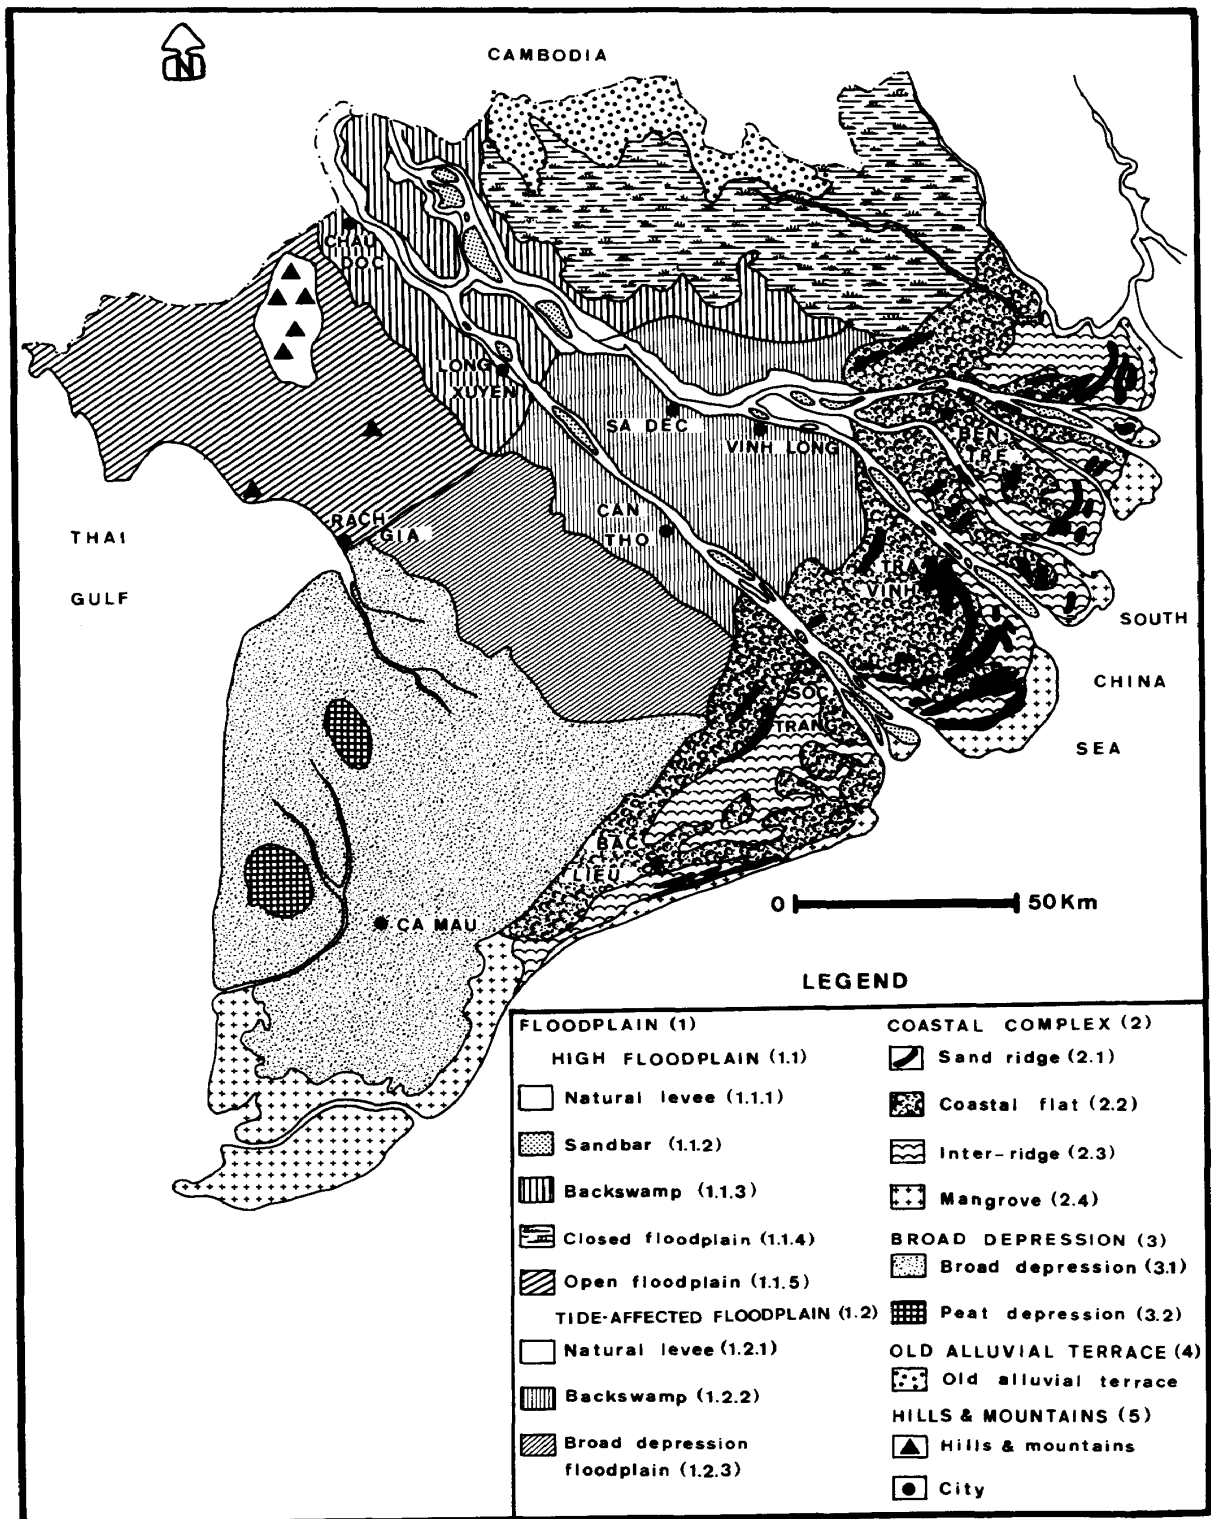 N
CAMBODIA
CHAU
DOC
LONG
XUYEN
SA DEC
VINH LONG
BEN
TRE
CAN
THO
RACH
GIA
THAI
GULF
TRA
VINH
SOUTH
CHINA
SEA
SOC
TRANG
BAC
LIEU
CA MAU
0 50 Km
LEGEND
FLOODPLAIN (1)
HIGH FLOODPLAIN (1.1)
Natural levee (1.1.1)
Sandbar (1.1.2)
Backswamp (1.1.3)
Closed floodplain (1.1.4)
Open floodplain (1.1.5)
TIDE-AFFECTED FLOODPLAIN (1.2)
Natural levee (1.2.1)
Backswamp (1.2.2)
Broad depression
floodplain (1.2.3)
COASTAL COMPLEX (2)
Sand ridge (2.1)
Coastal flat (2.2)
Inter-ridge (2.3)
Mangrove (2.4)
BROAD DEPRESSION (3)
Broad depression (3.1)
Peat depression (3.2)
OLD ALLUVIAL TERRACE (4)
Old alluvial terrace
HILLS & MOUNTAINS (5)
Hills & mountains
City